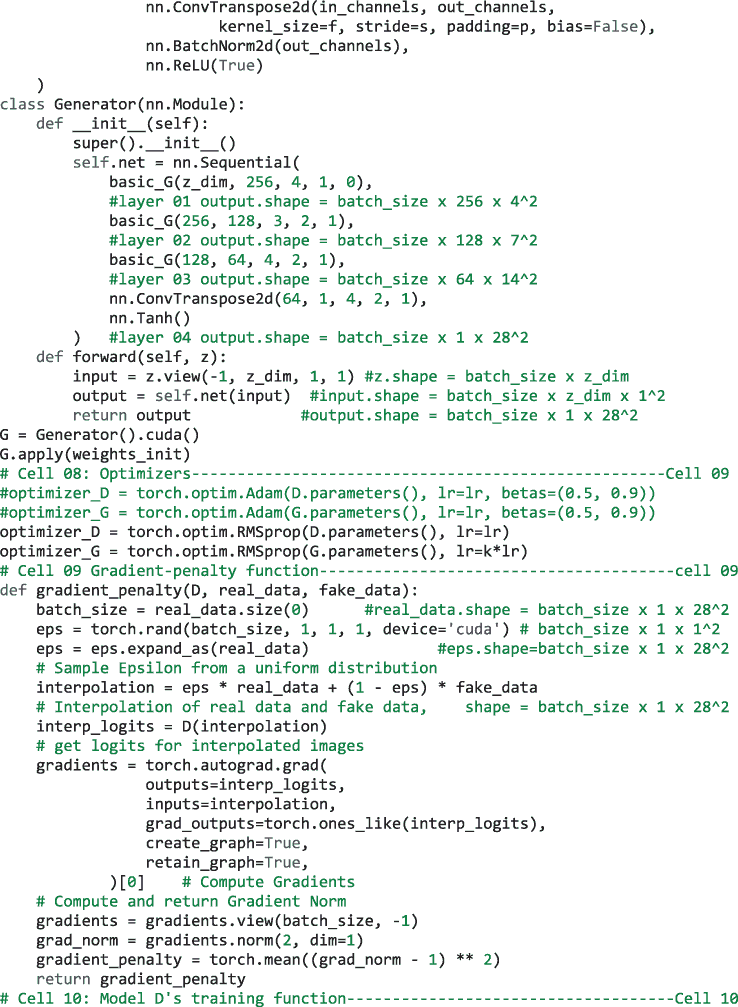 nn.ConvTranspose2d(in_channels, out_channels,
kernel_size=f, stride=s, padding=p, bias=False),
nn.BatchNorm2d(out_channels),
nn.ReLU(True)
)
class Generator(nn.Module):
def __init__(self):
super().__init__()
self.net = nn.Sequential(
basic_G(z_dim, 256, 4, 1, 0),
#layer 01 output.shape = batch_size x 256 x 4^2
basic_G(256, 128, 3, 2, 1),
#layer 02 output.shape = batch_size x 128 x 7^2
basic_G(128, 64, 4, 2, 1),
#layer 03 output.shape = batch_size x 64 x 14^2
nn.ConvTranspose2d(64, 1, 4, 2, 1),
nn.Tanh()
) #layer 04 output.shape = batch_size x 1 x 28^2
def forward(self, z):
input = z.view(-1, z_dim, 1, 1) #z.shape = batch_size x z_dim
output = self.net(input) #input.shape = batch_size x z_dim x 1^2
return output #output.shape = batch_size x 1 x 28^2
G = Generator().cuda()
G.apply(weights_init)
# Cell 08: Optimizers----------------------------------------------------Cell 09
#optimizer_D = torch.optim.Adam(D.parameters(), lr=lr, betas=(0.5, 0.9))
#optimizer_G = torch.optim.Adam(G.parameters(), lr=lr, betas=(0.5, 0.9))
optimizer_D = torch.optim.RMSprop(D.parameters(), lr=lr)
optimizer_G = torch.optim.RMSprop(G.parameters(), lr=k*lr)
# Cell 09 Gradient-penalty function---------------------------------------cell 09
def gradient_penalty(D, real_data, fake_data):
batch_size = real_data.size(0) #real_data.shape = batch_size x 1 x 28^2
eps = torch.rand(batch_size, 1, 1, 1, device='cuda') # batch_size x 1 x 1^2
eps = eps.expand_as(real_data) #eps.shape=batch_size x 1 x 28^2
# Sample Epsilon from a uniform distribution
interpolation = eps * real_data + (1 - eps) * fake_data
# Interpolation of real data and fake data, shape = batch_size x 1 x 28^2
interp_logits = D(interpolation)
# get logits for interpolated images
gradients = torch.autograd.grad(
outputs=interp_logits,
inputs=interpolation,
grad_outputs=torch.ones_like(interp_logits),
create_graph=True,
retain_graph=True,
)[0] # Compute Gradients
# Compute and return Gradient Norm
gradients = gradients.view(batch_size, -1)
grad_norm = gradients.norm(2, dim=1)
gradient_penalty = torch.mean((grad_norm - 1) ** 2)
return gradient_penalty
# Cell 10: Model D's training function------------------------------------Cell 10